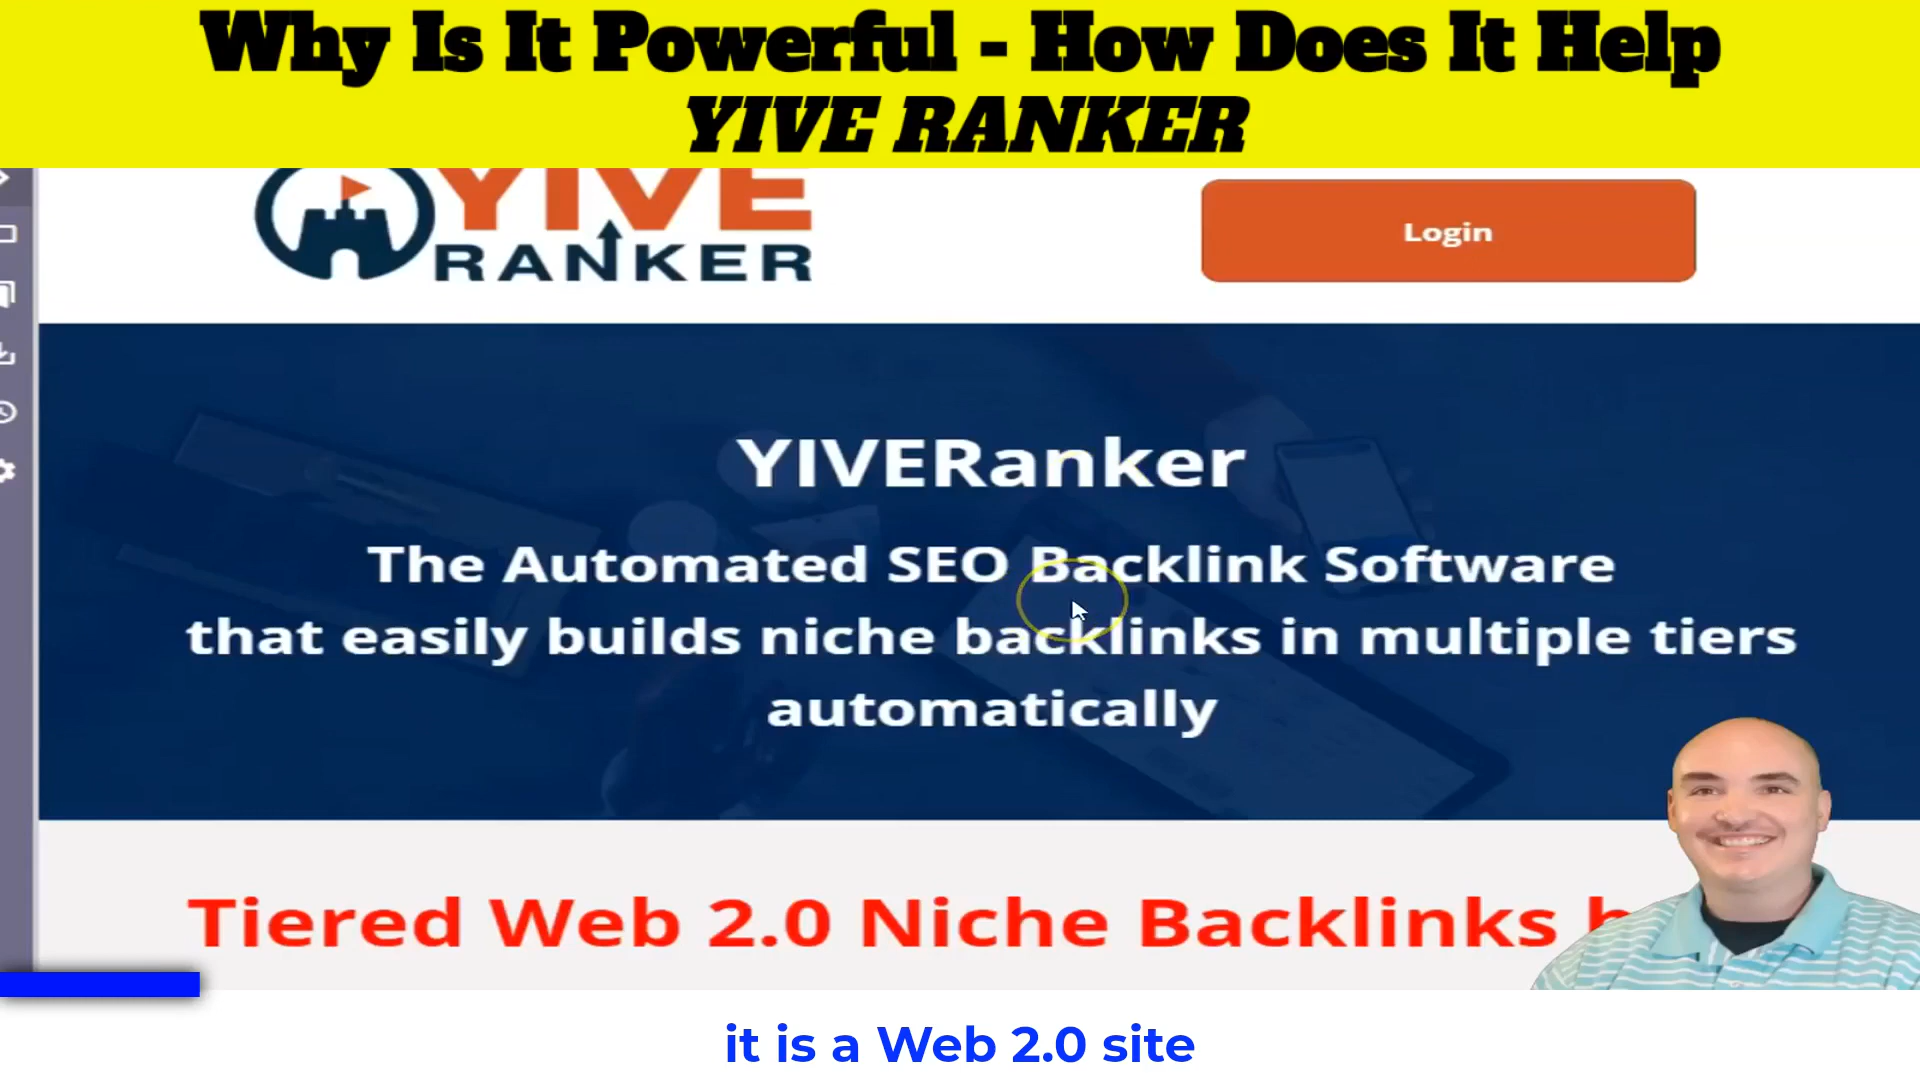 Why Is It Powerful - How Does It Help
YIVE RANKER
YIVE
RANKER
Login
YIVERanker
The Automated SEO Backlink Software
that easily builds niche backlinks in multiple tiers
automatically
Tiered Web 2.0 Niche Backlinks
it is a Web 2.0 site